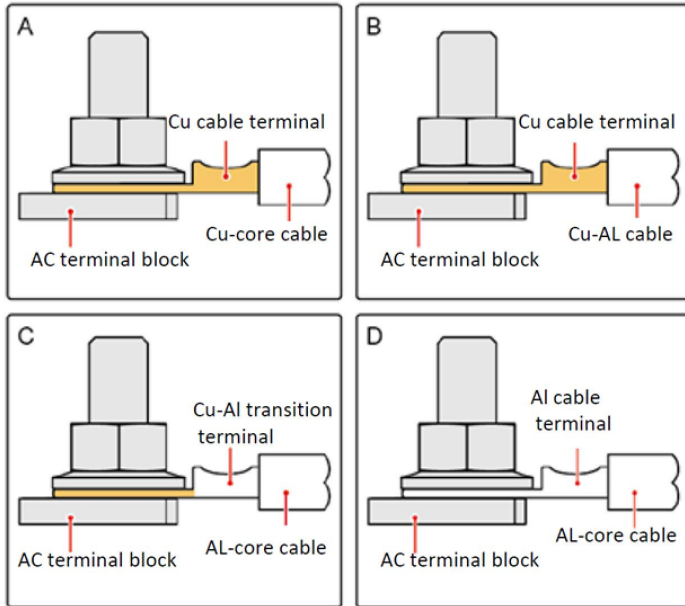 A
Cu cable terminal
Cu-core cable
AC terminal block
B
Cu cable terminal
Cu-AL cable
AC terminal block
C
Cu-Al transition
terminal
AL-core cable
AC terminal block
D
Al cable
terminal
AL-core cable
AC terminal block